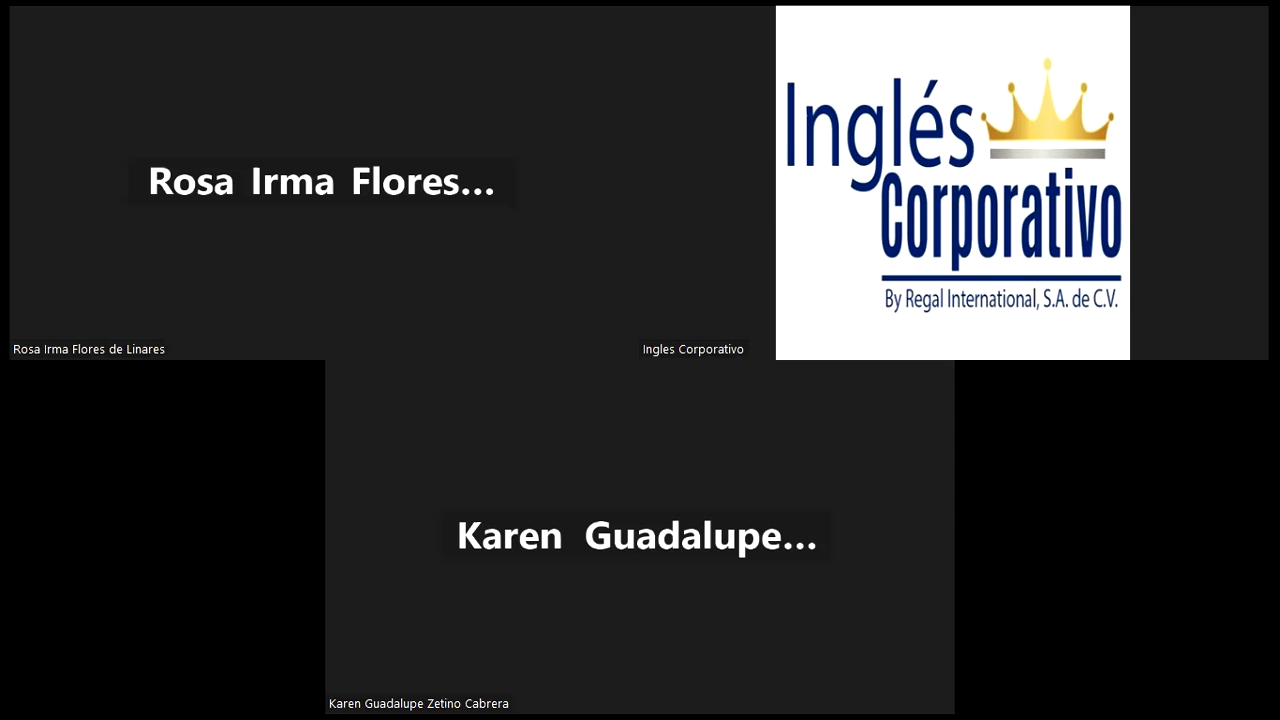 Rosa Irma Flores...
Rosa Irma Flores de Linares
Inglés
Corporativo
By Regal International, S.A. de C.V.
Ingles Corporativo
Karen Guadalupe...
Karen Guadalupe Zetino Cabrera